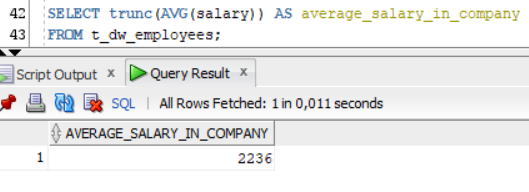 42 SELECT trunc(AVG(salary)) AS average_salary_in_company
43 FROM t_dw_employees;
Script Output x Query Result x
SQL | All Rows Fetched: 1 in 0,011 seconds
AVERAGE_SALARY_IN_COMPANY
1 2236